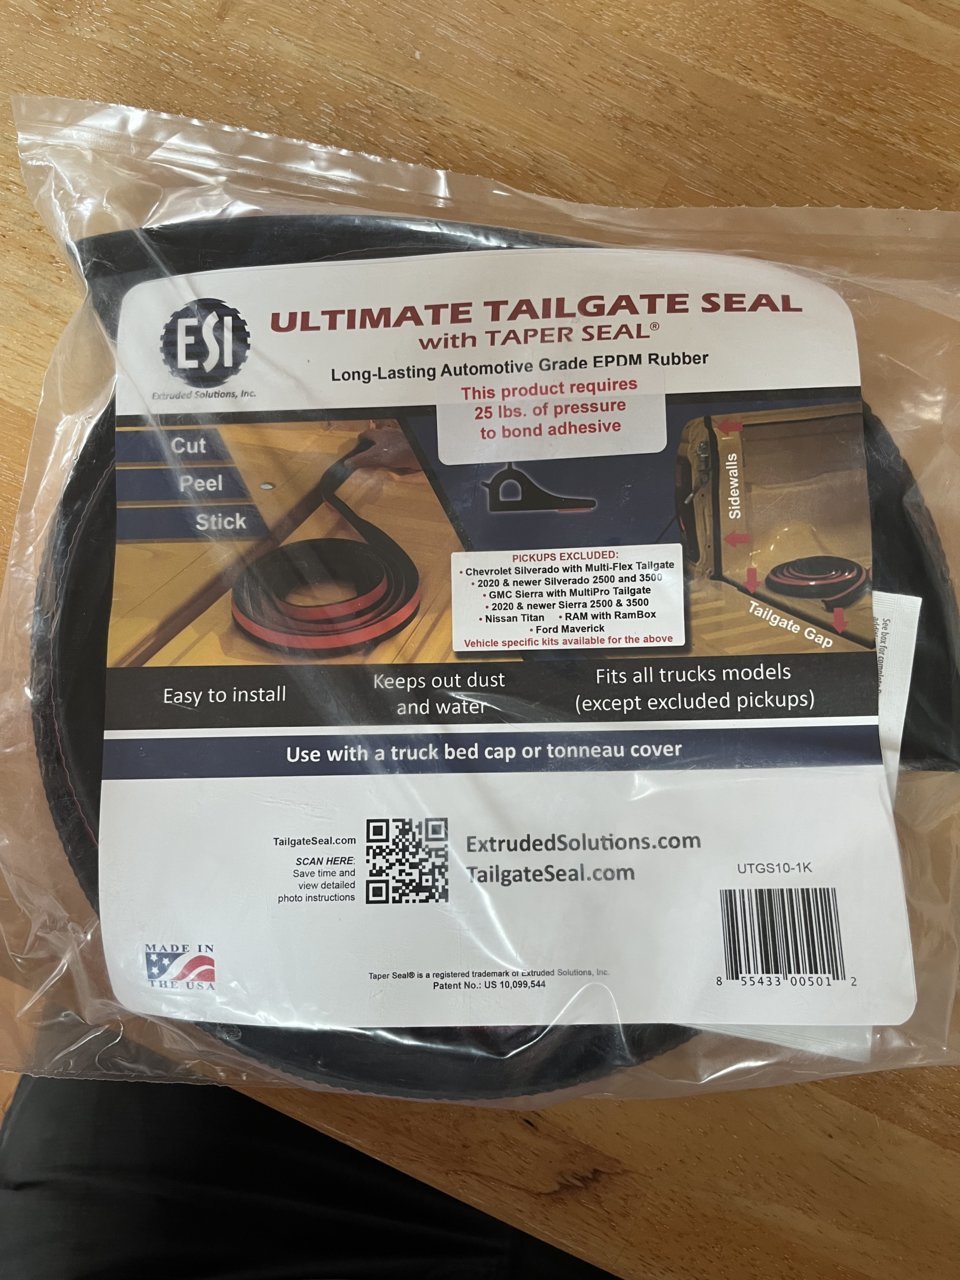 ESI
Extruded Solutions, Inc.
ULTIMATE TAILGATE SEAL
with TAPER SEAL®
Long-Lasting Automotive Grade EPDM Rubber
This product requires
25 lbs. of pressure
to bond adhesive
Cut
Peel
Stick
Sidewalls
Tailgate Gap
PICKUPS EXCLUDED:
• Chevrolet Silverado with Multi-Flex Tailgate
• 2020 & newer Silverado 2500 and 3500
• GMC Sierra with MultiPro Tailgate
• 2020 & newer Sierra 2500 & 3500
• Nissan Titan • RAM with RamBox
• Ford Maverick
Vehicle specific kits available for the above
See box for
Easy to install
Keeps out dust
and water
Fits all trucks models
(except excluded pickups)
Use with a truck bed cap or tonneau cover
TailgateSeal.com
SCAN HERE:
Save time and
view detailed
photo instructions
ExtrudedSolutions.com
TailgateSeal.com
UTGS10-1K
8 55433 00501 2
MADE IN
THE USA
Taper Seal® is a registered trademark of Extruded Solutions, Inc.
Patent No.: US 10,099,544